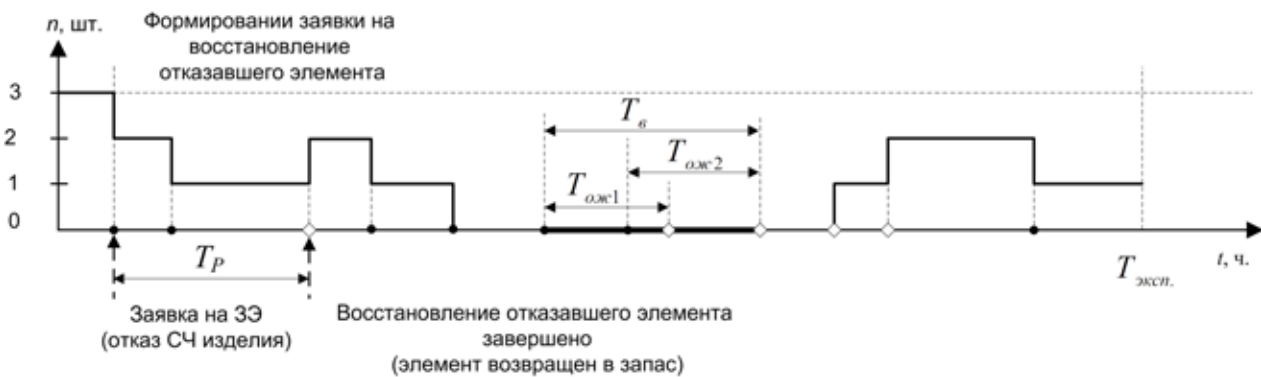 n, шт.
Формировании заявки на
восстановление
отказавшего элемента
3
2
1
0
Tв
Tож2
Tож1
TР
Tэксп.
t, ч.
Заявка на ЗЭ
(отказ СЧ изделия)
Восстановление отказавшего элемента
завершено
(элемент возвращен в запас)